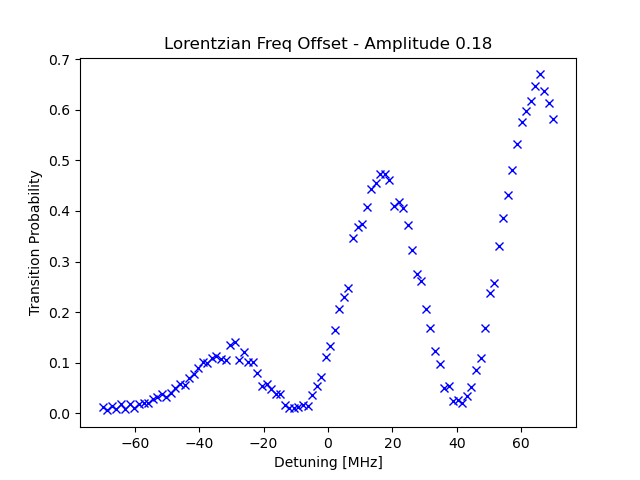 Lorentzian Freq Offset - Amplitude 0.18
0.7
0.6
0.5
0.4
0.3
0.2
0.1
0.0
Transition Probability
−60 −40 −20 0 20 40 60
Detuning [MHz]